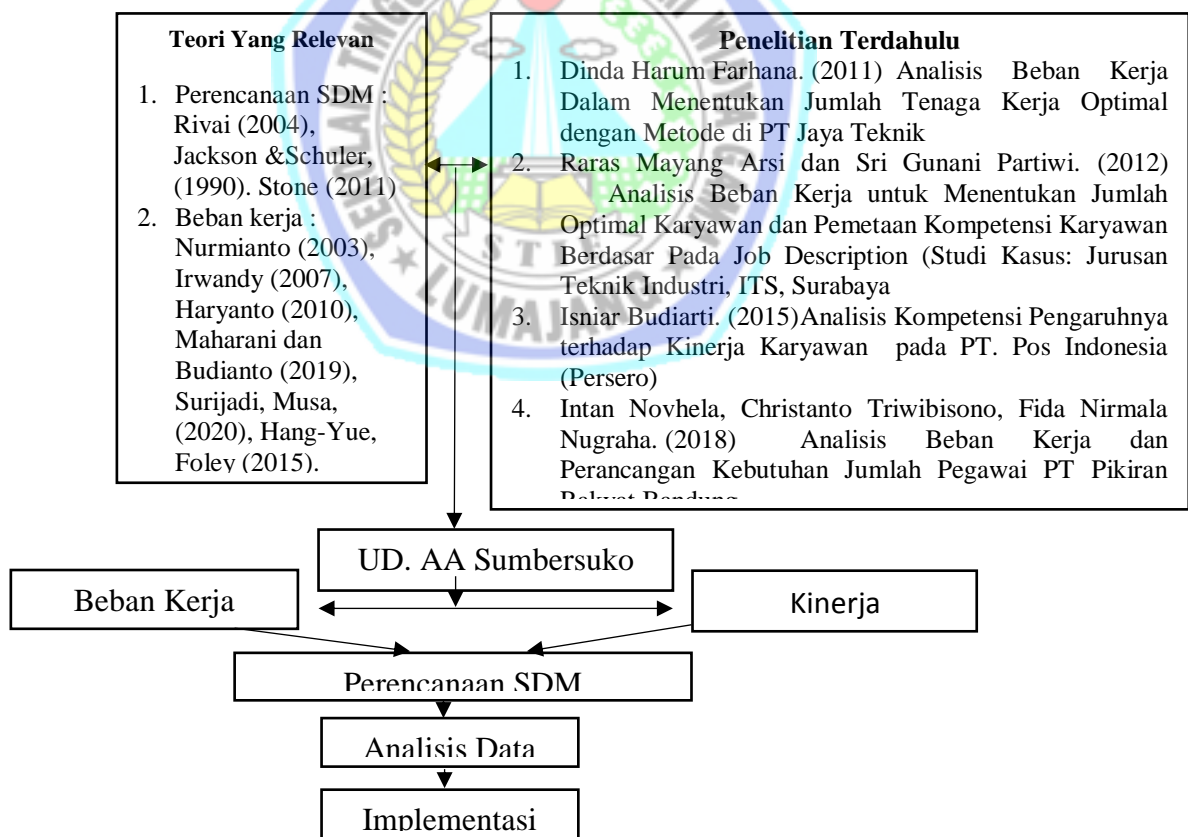 Teori Yang Relevan
1. Perencanaan SDM :
Rivai (2004),
Jackson &Schuler,
(1990). Stone (2011)
2. Beban kerja :
Nurmianto (2003),
Irwandy (2007),
Haryanto (2010),
Maharani dan
Budianto (2019),
Surijadi, Musa,
(2020), Hang-Yue,
Foley (2015).
Penelitian Terdahulu
1. Dinda Harum Farhana. (2011) Analisis Beban Kerja
Dalam Menentukan Jumlah Tenaga Kerja Optimal
dengan Metode di PT Jaya Teknik
2. Raras Mayang Arsi dan Sri Gunani Partiwi. (2012)
Analisis Beban Kerja untuk Menentukan Jumlah
Optimal Karyawan dan Pemetaan Kompetensi Karyawan
Berdasar Pada Job Description (Studi Kasus: Jurusan
Teknik Industri, ITS, Surabaya
3. Isniar Budiarti. (2015)Analisis Kompetensi Pengaruhnya
terhadap Kinerja Karyawan pada PT. Pos Indonesia
(Persero)
4. Intan Novhela, Christanto Triwibisono, Fida Nirmala
Nugraha. (2018) Analisis Beban Kerja dan
Perancangan Kebutuhan Jumlah Pegawai PT Pikiran
Rakyat Bandung
STIE
LUMAJANG
UD. AA Sumbersuko
Beban Kerja
Kinerja
Perencanaan SDM
Analisis Data
Implementasi